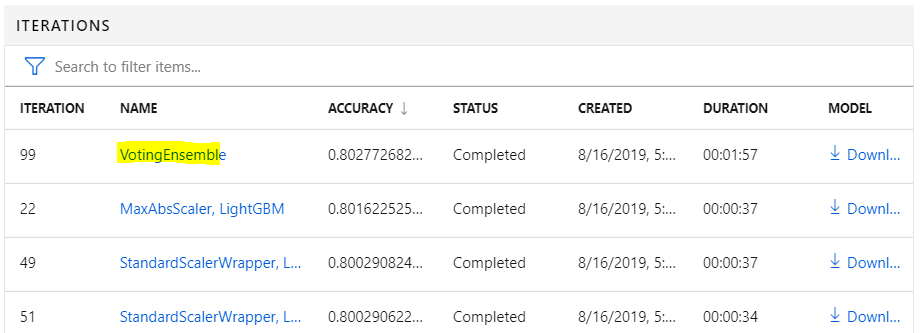 ITERATIONS
Search to filter items...
ITERATION NAME ACCURACY ↓ STATUS CREATED DURATION MODEL
99 VotingEnsemble 0.802772682... Completed 8/16/2019, 5:... 00:01:57 Downl...
22 MaxAbsScaler, LightGBM 0.801622525... Completed 8/16/2019, 5:... 00:00:37 Downl...
49 StandardScalerWrapper, L... 0.800290824... Completed 8/16/2019, 5:... 00:00:37 Downl...
51 StandardScalerWrapper, L... 0.800290622... Completed 8/16/2019, 5:... 00:00:34 Downl...